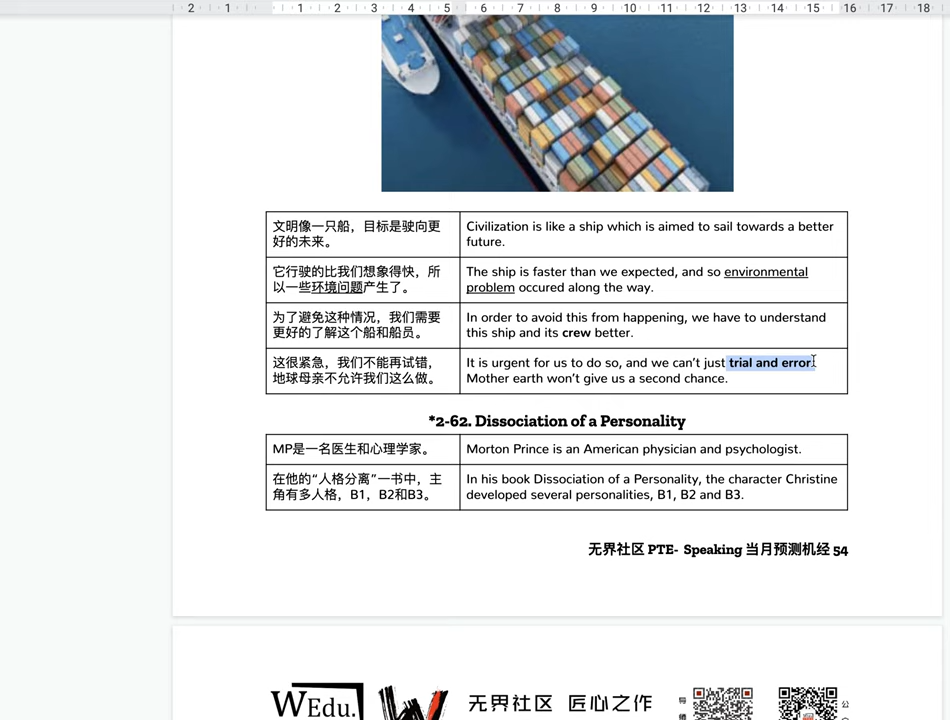 2 1 1 2 3 4 5 6 7 8 9 10 11 12 13 14 15 16 17 18
文明像一只船，目标是驶向更
好的未来。
Civilization is like a ship which is aimed to sail towards a better
future.
它行驶的比我们想象得快，所
以一些环境问题产生了。
The ship is faster than we expected, and so environmental
problem occured along the way.
为了避免这种情况，我们需要
更好的了解这个船和船员。
In order to avoid this from happening, we have to understand
this ship and its crew better.
这很紧急，我们不能再试错，
地球母亲不允许我们这么做。
It is urgent for us to do so, and we can’t just trial and error.
Mother earth won’t give us a second chance.
*2-62. Dissociation of a Personality
MP是一名医生和心理学家。
Morton Prince is an American physician and psychologist.
在他的“人格分离”一书中，主
角有多人格，B1，B2和B3。
In his book Dissociation of a Personality, the character Christine
developed several personalities, B1, B2 and B3.
无界社区 PTE- Speaking 当月预测机经 54
WEdu.
无界社区 匠心之作
导
公